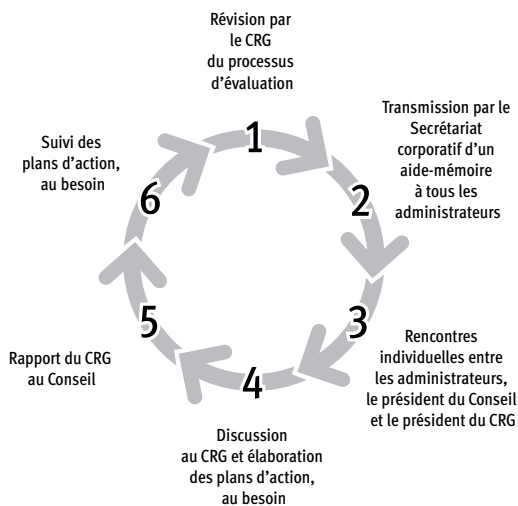 1
Révision par
le CRG
du processus
d'évaluation
2
Transmission par le
Secrétariat
corporatif d'un
aide-mémoire
à tous les
administrateurs
3
Rencontres
individuelles entre
les administrateurs,
le président du Conseil
et le président du CRG
4
Discussion
au CRG et élaboration
des plans d'action,
au besoin
5
Rapport du CRG
au Conseil
6
Suivi des
plans d'action,
au besoin